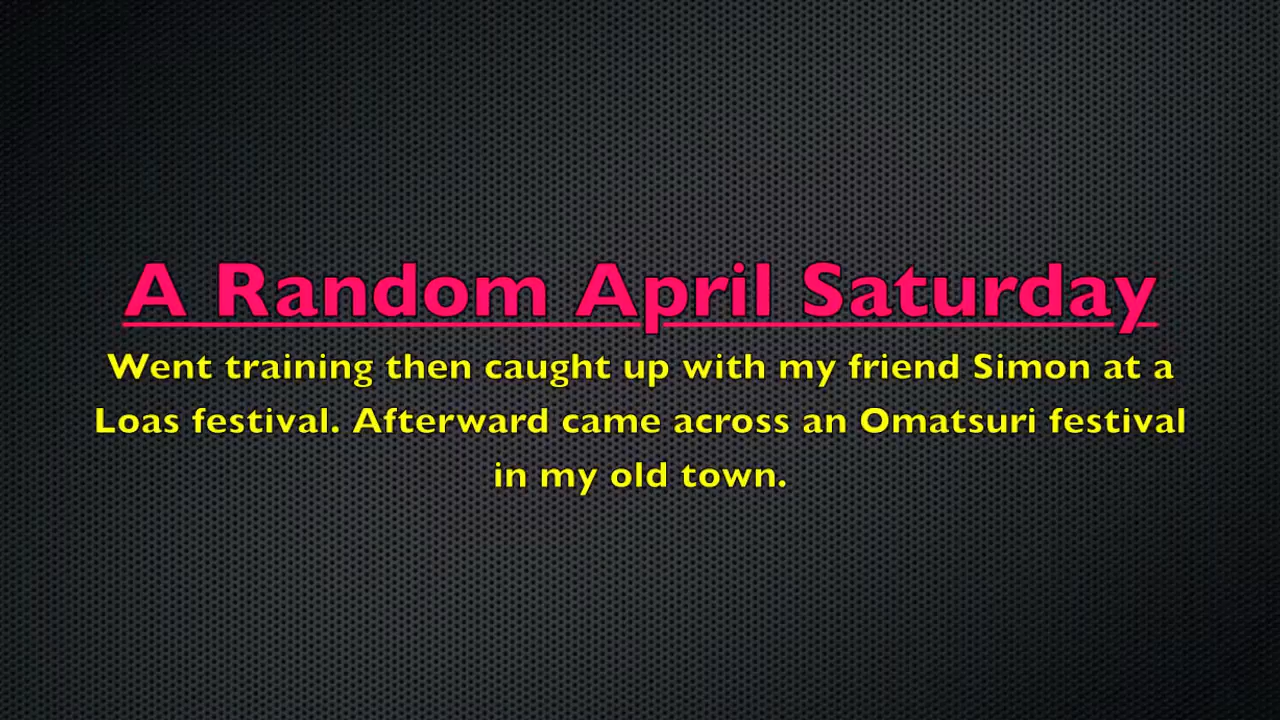 A Random April Saturday
Went training then caught up with my friend Simon at a
Loas festival. Afterward came across an Omatsuri festival
in my old town.